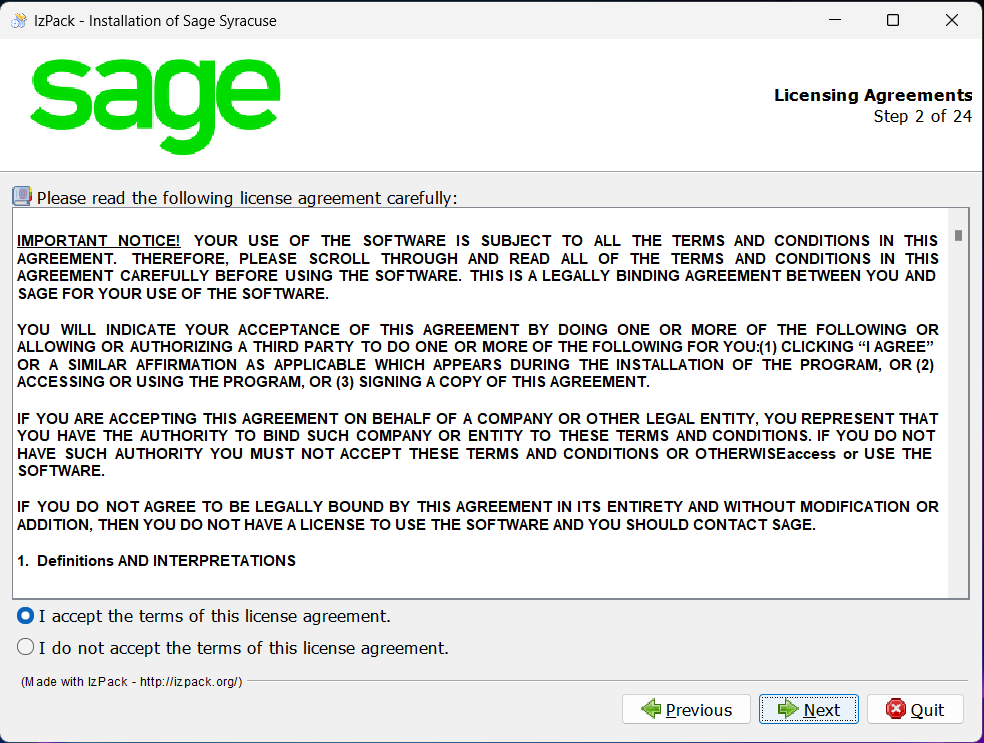 IzPack - Installation of Sage Syracuse
sage
Licensing Agreements
Step 2 of 24
Please read the following license agreement carefully:
IMPORTANT NOTICE! YOUR USE OF THE SOFTWARE IS SUBJECT TO ALL THE TERMS AND CONDITIONS IN THIS
AGREEMENT. THEREFORE, PLEASE SCROLL THROUGH AND READ ALL OF THE TERMS AND CONDITIONS IN THIS
AGREEMENT CAREFULLY BEFORE USING THE SOFTWARE. THIS IS A LEGALLY BINDING AGREEMENT BETWEEN YOU AND
SAGE FOR YOUR USE OF THE SOFTWARE.
YOU WILL INDICATE YOUR ACCEPTANCE OF THIS AGREEMENT BY DOING ONE OR MORE OF THE FOLLOWING OR
ALLOWING OR AUTHORIZING A THIRD PARTY TO DO ONE OR MORE OF THE FOLLOWING FOR YOU:(1) CLICKING “I AGREE”
OR A SIMILAR AFFIRMATION AS APPLICABLE WHICH APPEARS DURING THE INSTALLATION OF THE PROGRAM, OR (2)
ACCESSING OR USING THE PROGRAM, OR (3) SIGNING A COPY OF THIS AGREEMENT.
IF YOU ARE ACCEPTING THIS AGREEMENT ON BEHALF OF A COMPANY OR OTHER LEGAL ENTITY, YOU REPRESENT THAT
YOU HAVE THE AUTHORITY TO BIND SUCH COMPANY OR ENTITY TO THESE TERMS AND CONDITIONS. IF YOU DO NOT
HAVE SUCH AUTHORITY YOU MUST NOT ACCEPT THESE TERMS AND CONDITIONS OR OTHERWISEaccess or USE THE
SOFTWARE.
IF YOU DO NOT AGREE TO BE LEGALLY BOUND BY THIS AGREEMENT IN ITS ENTIRETY AND WITHOUT MODIFICATION OR
ADDITION, THEN YOU DO NOT HAVE A LICENSE TO USE THE SOFTWARE AND YOU SHOULD CONTACT SAGE.
1. Definitions AND INTERPRETATIONS
I accept the terms of this license agreement.
I do not accept the terms of this license agreement.
(Made with IzPack - http://izpack.org/)
Previous
Next
Quit